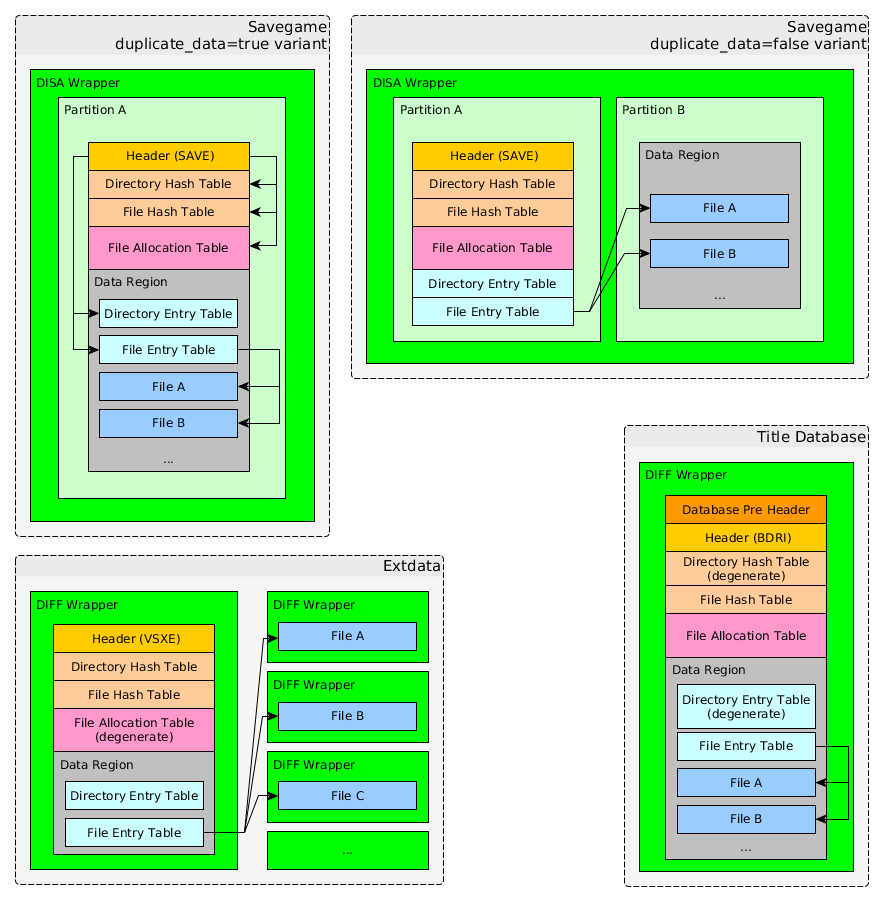 Savegame
duplicate_data=true variant
DISA Wrapper
Partition A
Header (SAVE)
Directory Hash Table
File Hash Table
File Allocation Table
Data Region
Directory Entry Table
File Entry Table
File A
File B
...
Savegame
duplicate_data=false variant
DISA Wrapper
Partition A
Header (SAVE)
Directory Hash Table
File Hash Table
File Allocation Table
Directory Entry Table
File Entry Table
Partition B
Data Region
File A
File B
...
Extdata
DIFF Wrapper
Header (VSXE)
Directory Hash Table
File Hash Table
File Allocation Table
(degenerate)
Data Region
Directory Entry Table
File Entry Table
DIFF Wrapper
File A
DIFF Wrapper
File B
DIFF Wrapper
File C
...
Title Database
DIFF Wrapper
Database Pre Header
Header (BDRI)
Directory Hash Table
(degenerate)
File Hash Table
File Allocation Table
Data Region
Directory Entry Table
(degenerate)
File Entry Table
File A
File B
...